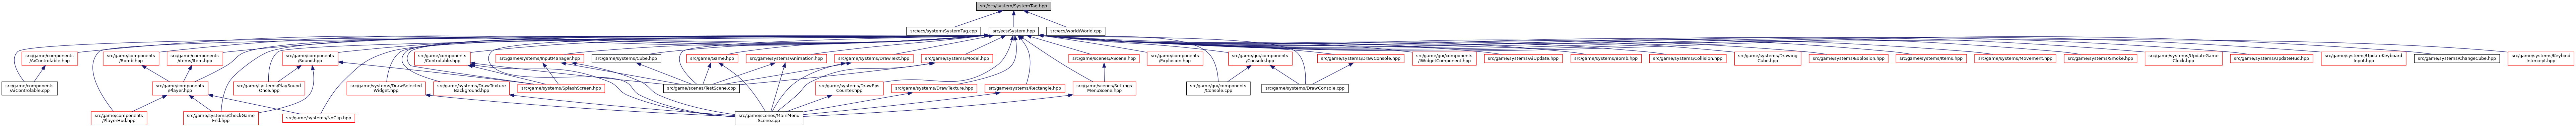 src/ecs/system/SystemTag.hpp
src/ecs/system/SystemTag.cpp
src/ecs/System.hpp
src/ecs/world/World.cpp
src/game/components
/AiControlable.hpp
src/game/components
/Bomb.hpp
src/game/components
/items/Item.hpp
src/game/components
/Sound.hpp
src/game/components
/Controlable.hpp
src/game/systems/InputManager.hpp
src/game/systems/Cube.hpp
src/game/Game.hpp
src/game/systems/Animation.hpp
src/game/systems/DrawText.hpp
src/game/systems/Model.hpp
src/game/scenes/AScene.hpp
src/game/components
/Explosion.hpp
src/game/gui/components
/Console.hpp
src/game/systems/DrawConsole.hpp
src/game/gui/components
/WidgetComponent.hpp
src/game/systems/AiUpdate.hpp
src/game/systems/Bomb.hpp
src/game/systems/Collision.hpp
src/game/systems/Drawing
Cube.hpp
src/game/systems/Explosion.hpp
src/game/systems/Items.hpp
src/game/systems/Movement.hpp
src/game/systems/Smoke.hpp
src/game/systems/UpdateGame
Clock.hpp
src/game/systems/UpdateHud.hpp
src/game/systems/UpdateKeyboard
Input.hpp
src/game/systems/ChangeCube.hpp
src/game/systems/Keybind
Intercept.hpp
src/game/components
/AiControlable.cpp
src/game/components
/Player.hpp
src/game/systems/PlaySound
Once.hpp
src/game/systems/DrawSelected
Widget.hpp
src/game/systems/DrawTexture
Background.hpp
src/game/systems/SplashScreen.hpp
src/game/scenes/TestScene.cpp
src/game/systems/DrawFps
Counter.hpp
src/game/systems/DrawTexture.hpp
src/game/systems/Rectangle.hpp
src/game/scenes/Settings
MenuScene.hpp
src/game/gui/components
/Console.cpp
src/game/systems/DrawConsole.cpp
src/game/components
/PlayerHud.hpp
src/game/systems/CheckGame
End.hpp
src/game/systems/NoClip.hpp
src/game/scenes/MainMenu
Scene.cpp